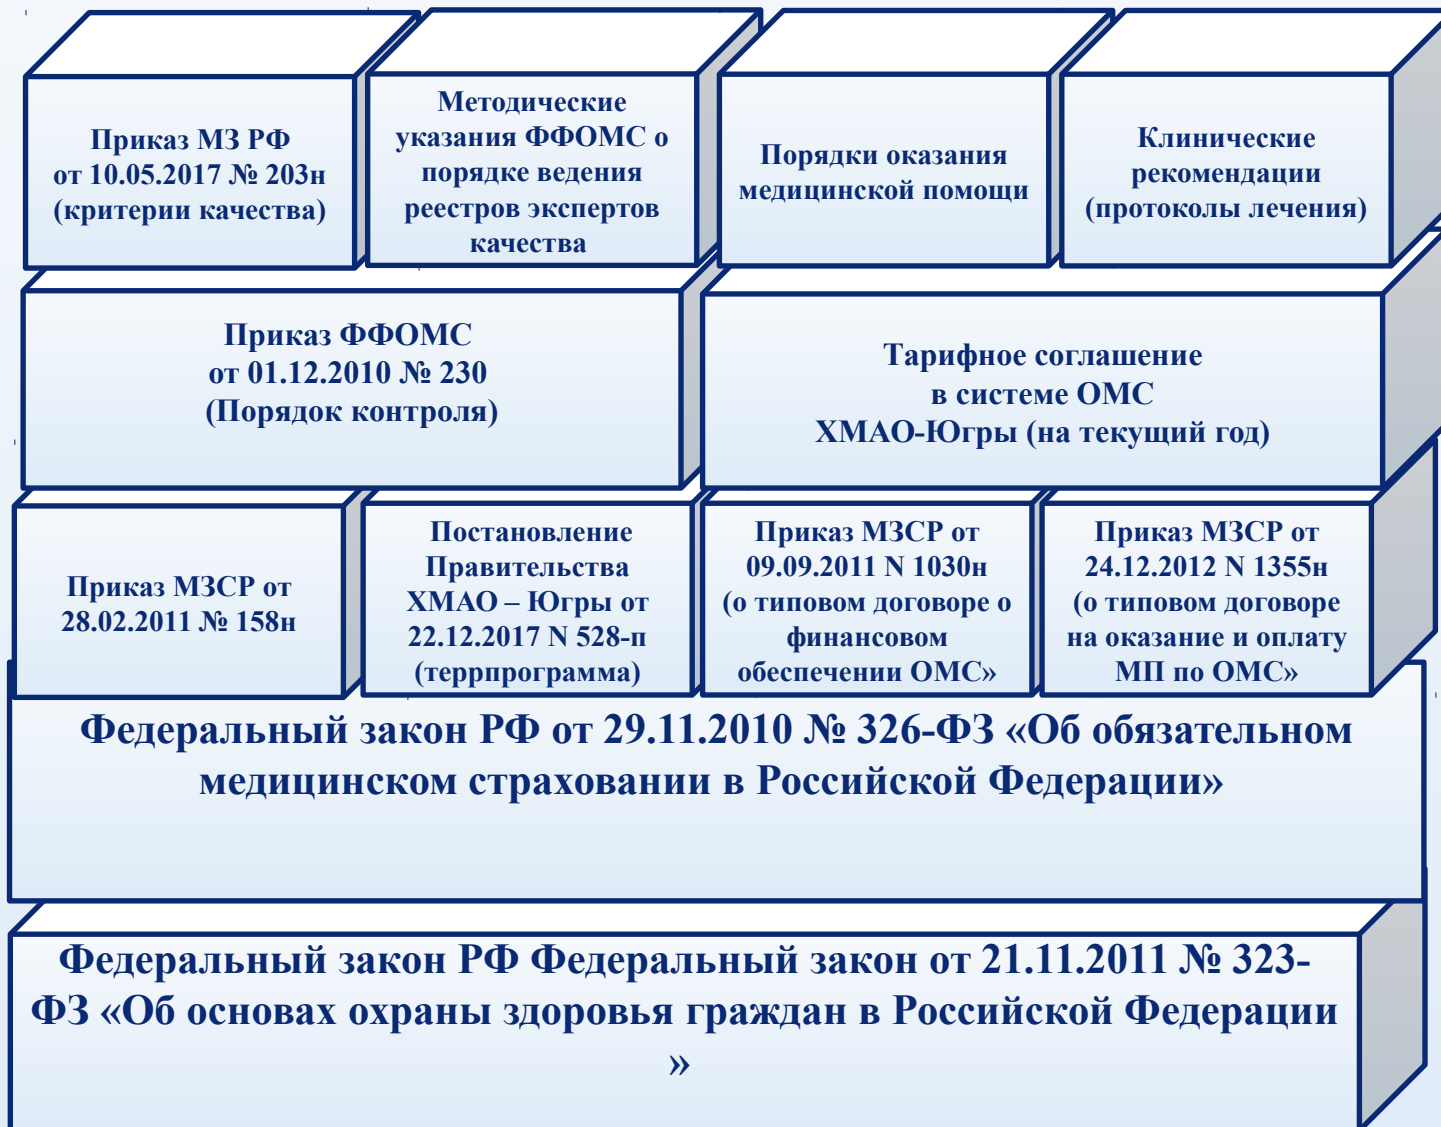 Приказ МЗ РФ
от 10.05.2017 № 203н
(критерии качества)
Методические
указания ФФОМС о
порядке ведения
реестров экспертов
качества
Порядки оказания
медицинской помощи
Клинические
рекомендации
(протоколы лечения)
Приказ ФФОМС
от 01.12.2010 № 230
(Порядок контроля)
Тарифное соглашение
в системе ОМС
ХМАО-Югры (на текущий год)
Приказ МЗСР от
28.02.2011 № 158н
Постановление
Правительства
ХМАО – Югры от
22.12.2017 N 528-п
(террпрограмма)
Приказ МЗСР от
09.09.2011 N 1030н
(о типовом договоре о
финансовом
обеспечении ОМС»
Приказ МЗСР от
24.12.2012 N 1355н
(о типовом договоре
на оказание и оплату
МП по ОМС»
Федеральный закон РФ от 29.11.2010 № 326-ФЗ «Об обязательном
медицинском страховании в Российской Федерации»
Федеральный закон РФ Федеральный закон от 21.11.2011 № 323-
ФЗ «Об основах охраны здоровья граждан в Российской Федерации
»